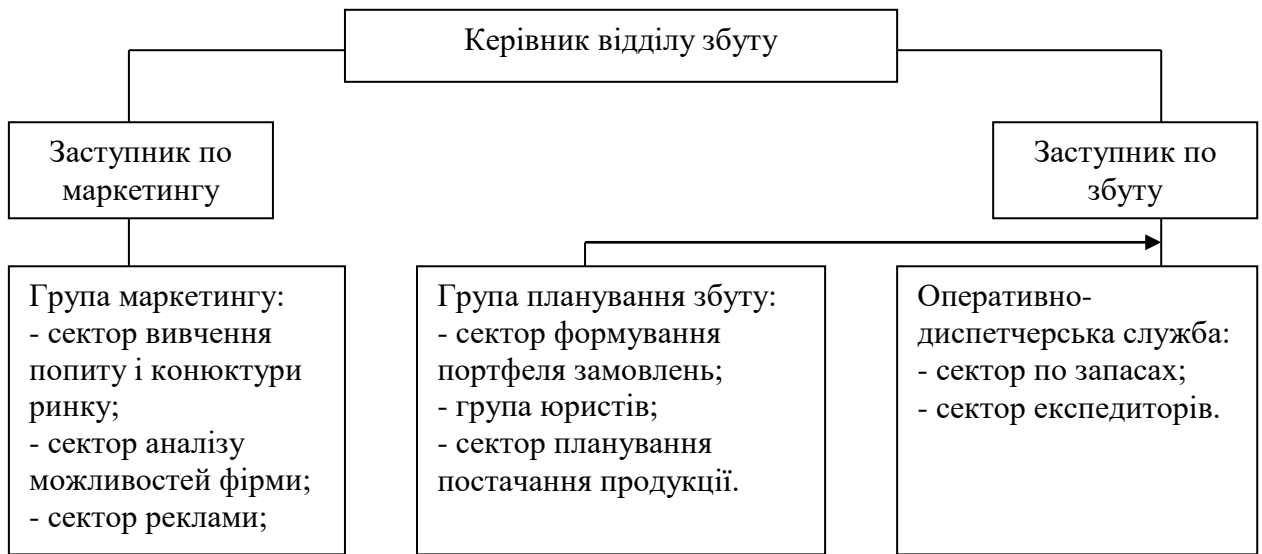 Керівник відділу збуту
Заступник по
маркетингу
Заступник по
збуту
Група маркетингу:
- сектор вивчення
попиту і конюктури
ринку;
- сектор аналізу
можливостей фірми;
- сектор реклами;
Група планування збуту:
- сектор формування
портфеля замовлень;
- група юристів;
- сектор планування
постачання продукції.
Оперативно-
диспетчерська служба:
- сектор по запасах;
- сектор експедиторів.